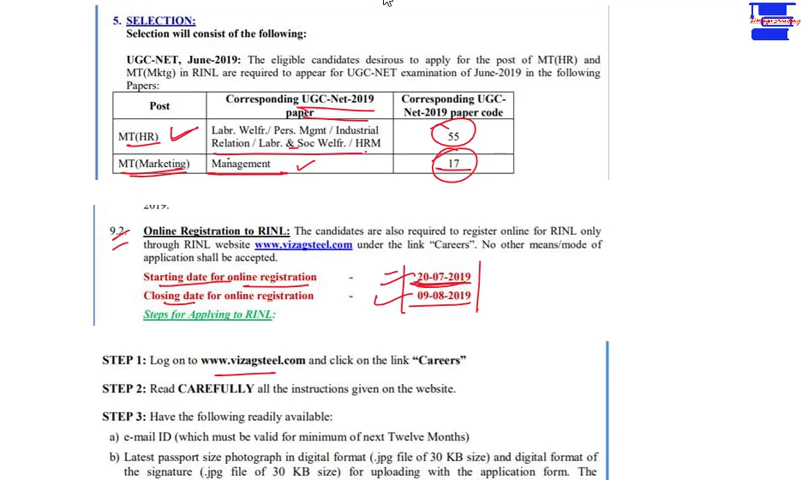 5. SELECTION:
Selection will consist of the following:
UGC-NET, June-2019: The eligible candidates desirous to apply for the post of MT(HR) and
MT(Mktg) in RINL are required to appear for UGC-NET examination of June-2019 in the following
Papers:
Post
Corresponding UGC-Net-2019
paper
Corresponding UGC-
Net-2019 paper code
MT(HR)
Labr. Welfr./ Pers. Mgmt / Industrial
Relation / Labr. & Soc Welfr. / HRM
55
MT(Marketing)
Management
17
2019.
9.2. Online Registration to RINL: The candidates are also required to register online for RINL only
through RINL website www.vizagsteel.com under the link “Careers”. No other means/mode of
application shall be accepted.
Starting date for online registration - 20-07-2019
Closing date for online registration - 09-08-2019
Steps for Applying to RINL:
STEP 1: Log on to www.vizagsteel.com and click on the link “Careers”
STEP 2: Read CAREFULLY all the instructions given on the website.
STEP 3: Have the following readily available:
a) e-mail ID (which must be valid for minimum of next Twelve Months)
b) Latest passport size photograph in digital format (.jpg file of 30 KB size) and digital format of
the signature (.jpg file of 30 KB size) for uploading with the application form. The